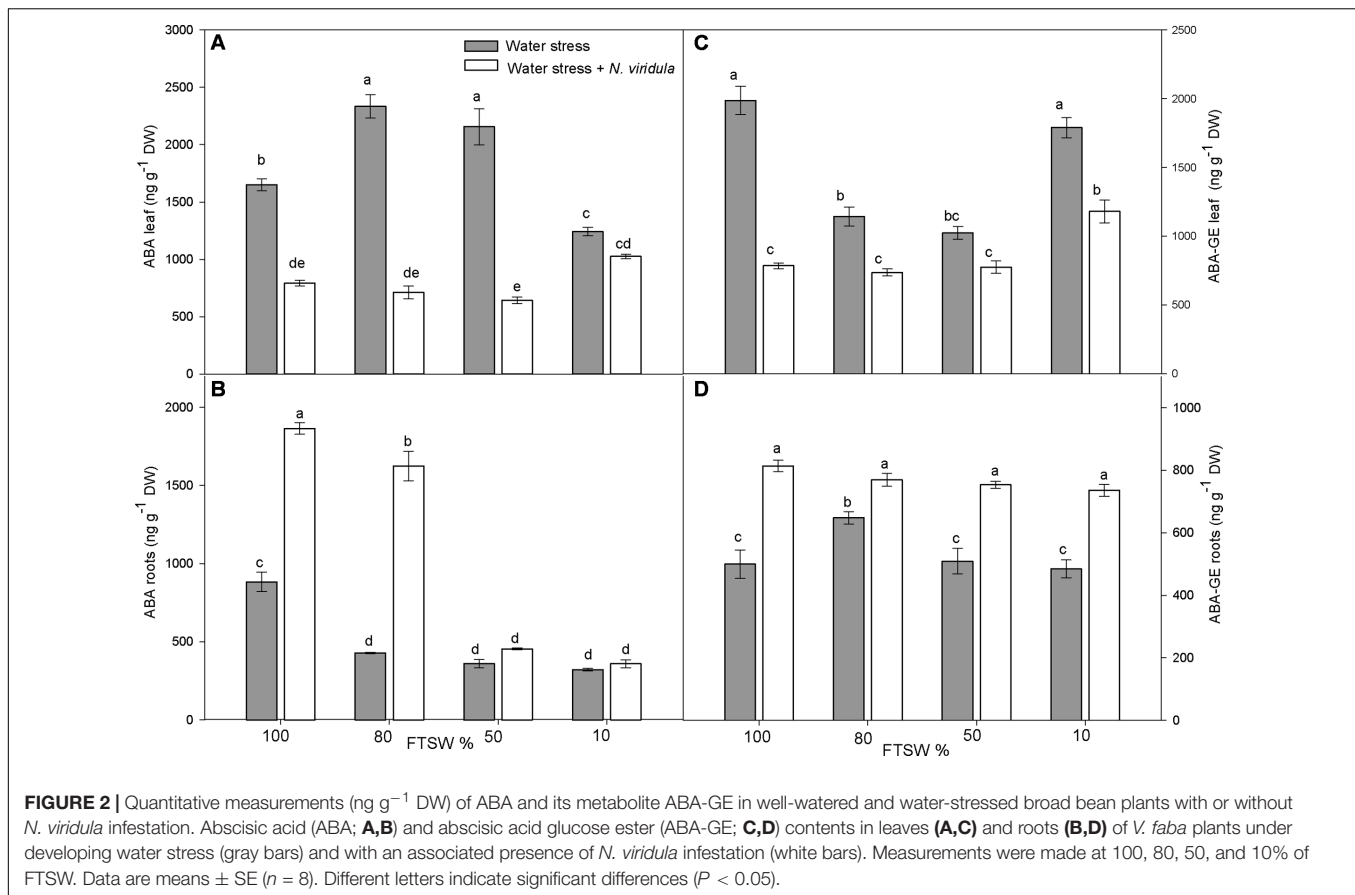 A
Water stress
Water stress + N. viridula
3000
2500
2000
1500
1000
500
0
ABA leaf (ng g⁻¹ DW)
b
de
a
de
a
e
c
cd
C
2500
2000
1500
1000
500
0
ABA-GE leaf (ng g⁻¹ DW)
a
c
b
c
bc
c
a
b
B
2000
1500
1000
500
0
ABA roots (ng g⁻¹ DW)
c
a
d
b
d
d
d
d
100
80
50
10
FTSW %
D
1000
800
600
400
200
0
ABA-GE roots (ng g⁻¹ DW)
c
a
b
a
c
a
c
a
100
80
50
10
FTSW %
FIGURE 2 | Quantitative measurements (ng g⁻¹ DW) of ABA and its metabolite ABA-GE in well-watered and water-stressed broad bean plants with or without
N. viridula infestation. Abscisic acid (ABA; A,B) and abscisic acid glucose ester (ABA-GE; C,D) contents in leaves (A,C) and roots (B,D) of V. faba plants under
developing water stress (gray bars) and with an associated presence of N. viridula infestation (white bars). Measurements were made at 100, 80, 50, and 10% of
FTSW. Data are means ± SE (n = 8). Different letters indicate significant differences (P < 0.05).